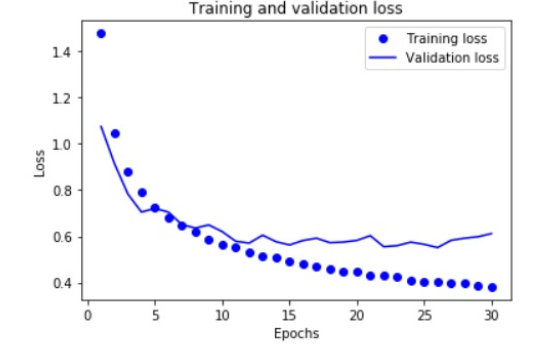 Training and validation loss
Training loss
Validation loss
1.4
1.2
1.0
0.8
0.6
0.4
Loss
0 5 10 15 20 25 30
Epochs